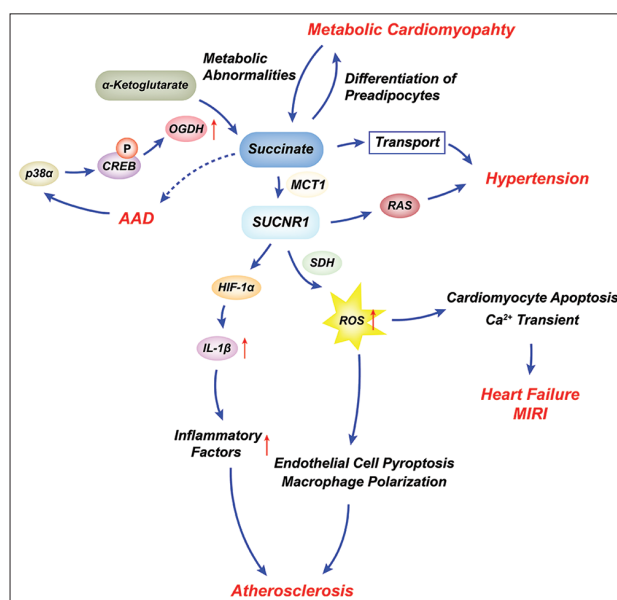 Metabolic Cardiomyopahty
Metabolic
Abnormalities
Differentiation of
Preadipocytes
α-Ketoglutarate
OGDH
P
CREB
p38α
AAD
Succinate
Transport
MCT1
Hypertension
SUCNR1
RAS
SDH
HIF-1α
ROS
IL-1β
Cardiomyocyte Apoptosis
Ca²⁺ Transient
Heart Failure
MIRI
Inflammatory
Factors
Endothelial Cell Pyroptosis
Macrophage Polarization
Atherosclerosis